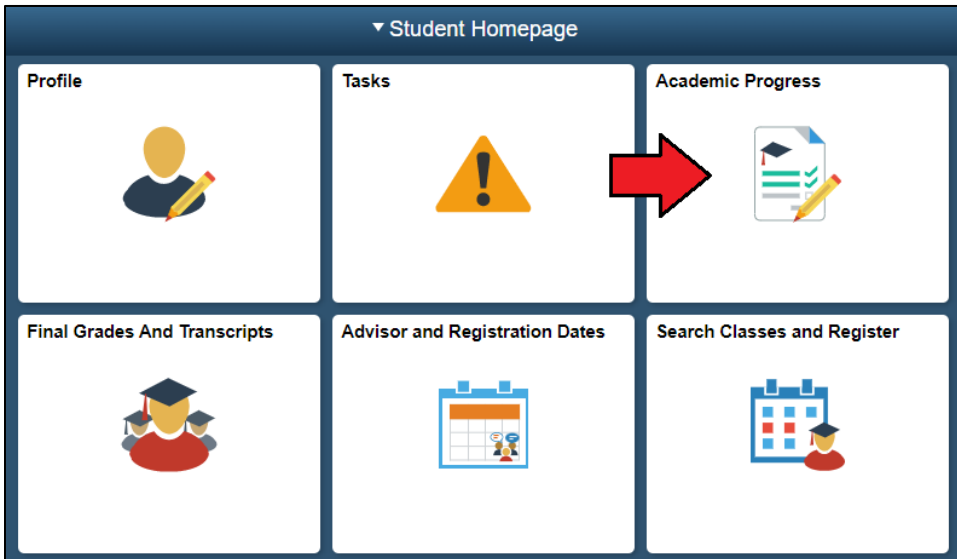 Student Homepage
Profile
Tasks
Academic Progress
Final Grades And Transcripts
Advisor and Registration Dates
Search Classes and Register